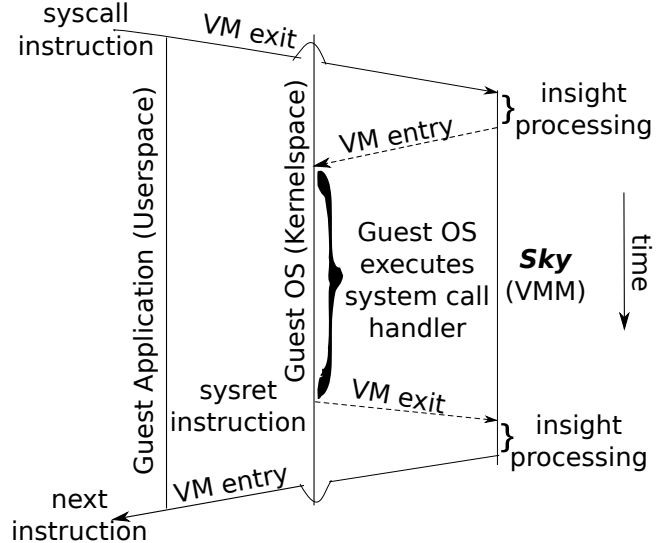 syscall
instruction
VM exit
insight
processing
VM entry
Guest Application (Userspace)
Guest OS (Kernelspace)
Guest OS
executes
system call
handler
Sky
(VMM)
time
sysret
instruction
VM exit
insight
processing
VM entry
next
instruction